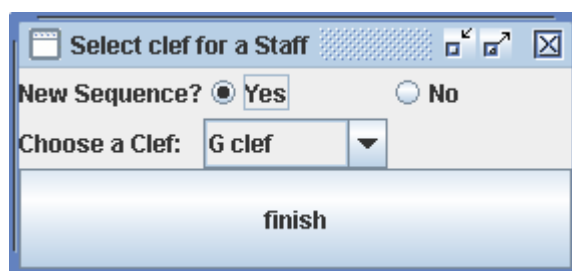 Select clef for a Staff
New Sequence? Yes No
Choose a Clef: G clef
finish